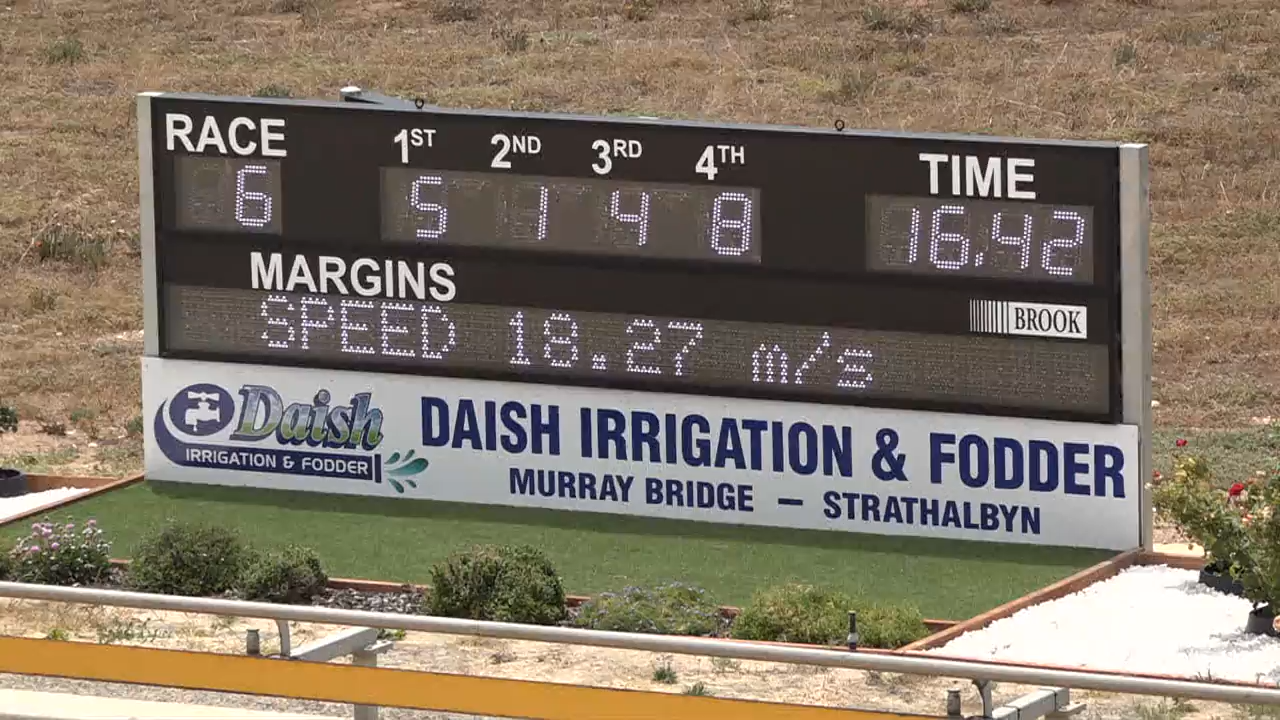 RACE 1ST 2ND 3RD 4TH TIME
6 5 1 4 8 16.42
MARGINS
BROOK
SPEED 18.27 m/s
Daish
IRRIGATION & FODDER
DAISH IRRIGATION & FODDER
MURRAY BRIDGE – STRATHALBYN